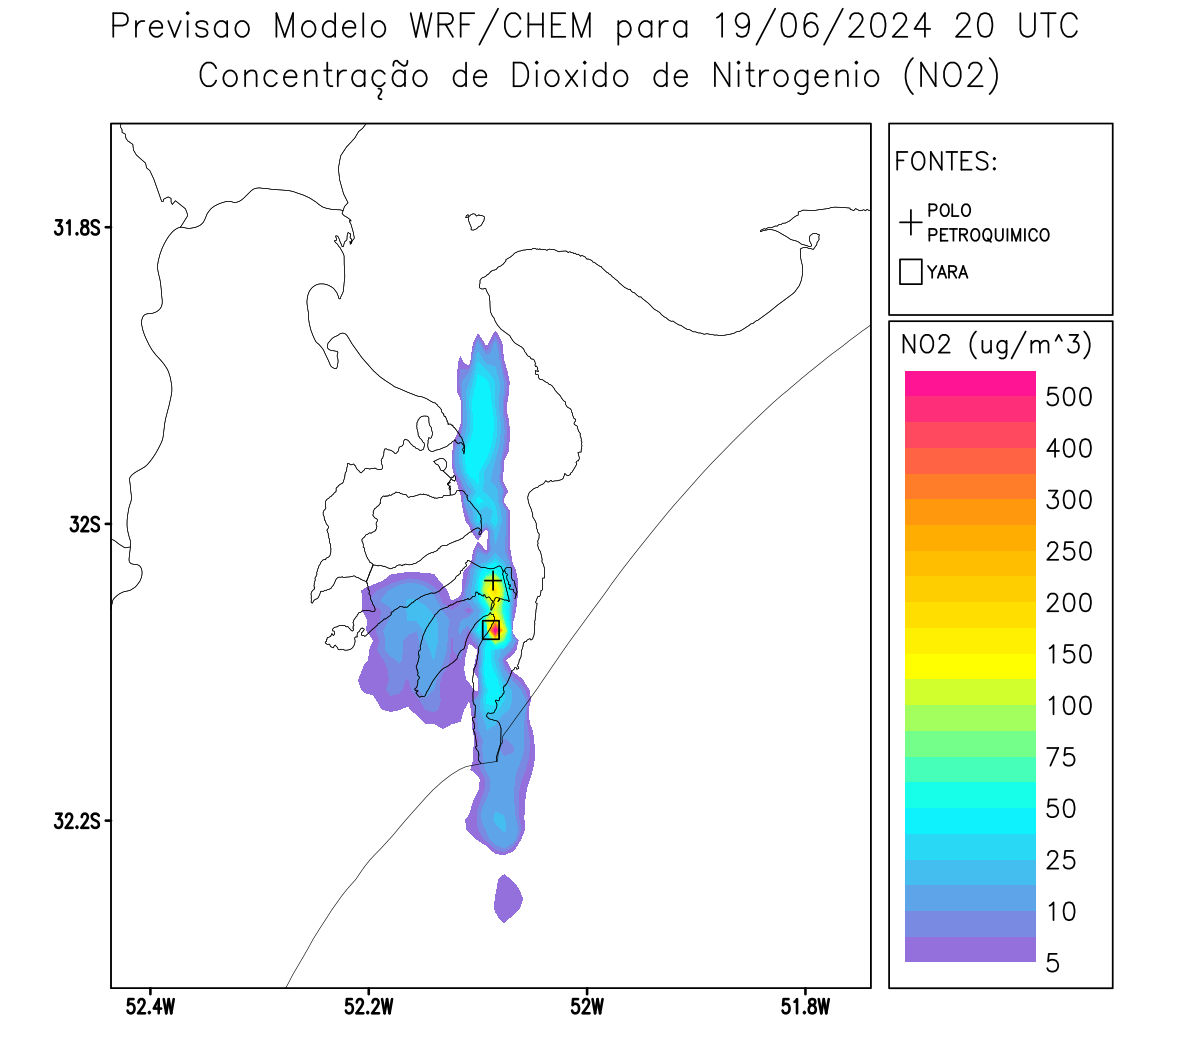 Previsao Modelo WRF/CHEM para 19/06/2024 20 UTC
Concentração de Dioxido de Nitrogenio (NO2)
FONTES:
POLO
PETROQUIMICO
YARA
31.8S
32S
32.2S
52.4W
52.2W
52W
51.8W
NO2 (ug/m^3)
500
400
300
250
200
150
100
75
50
25
10
5